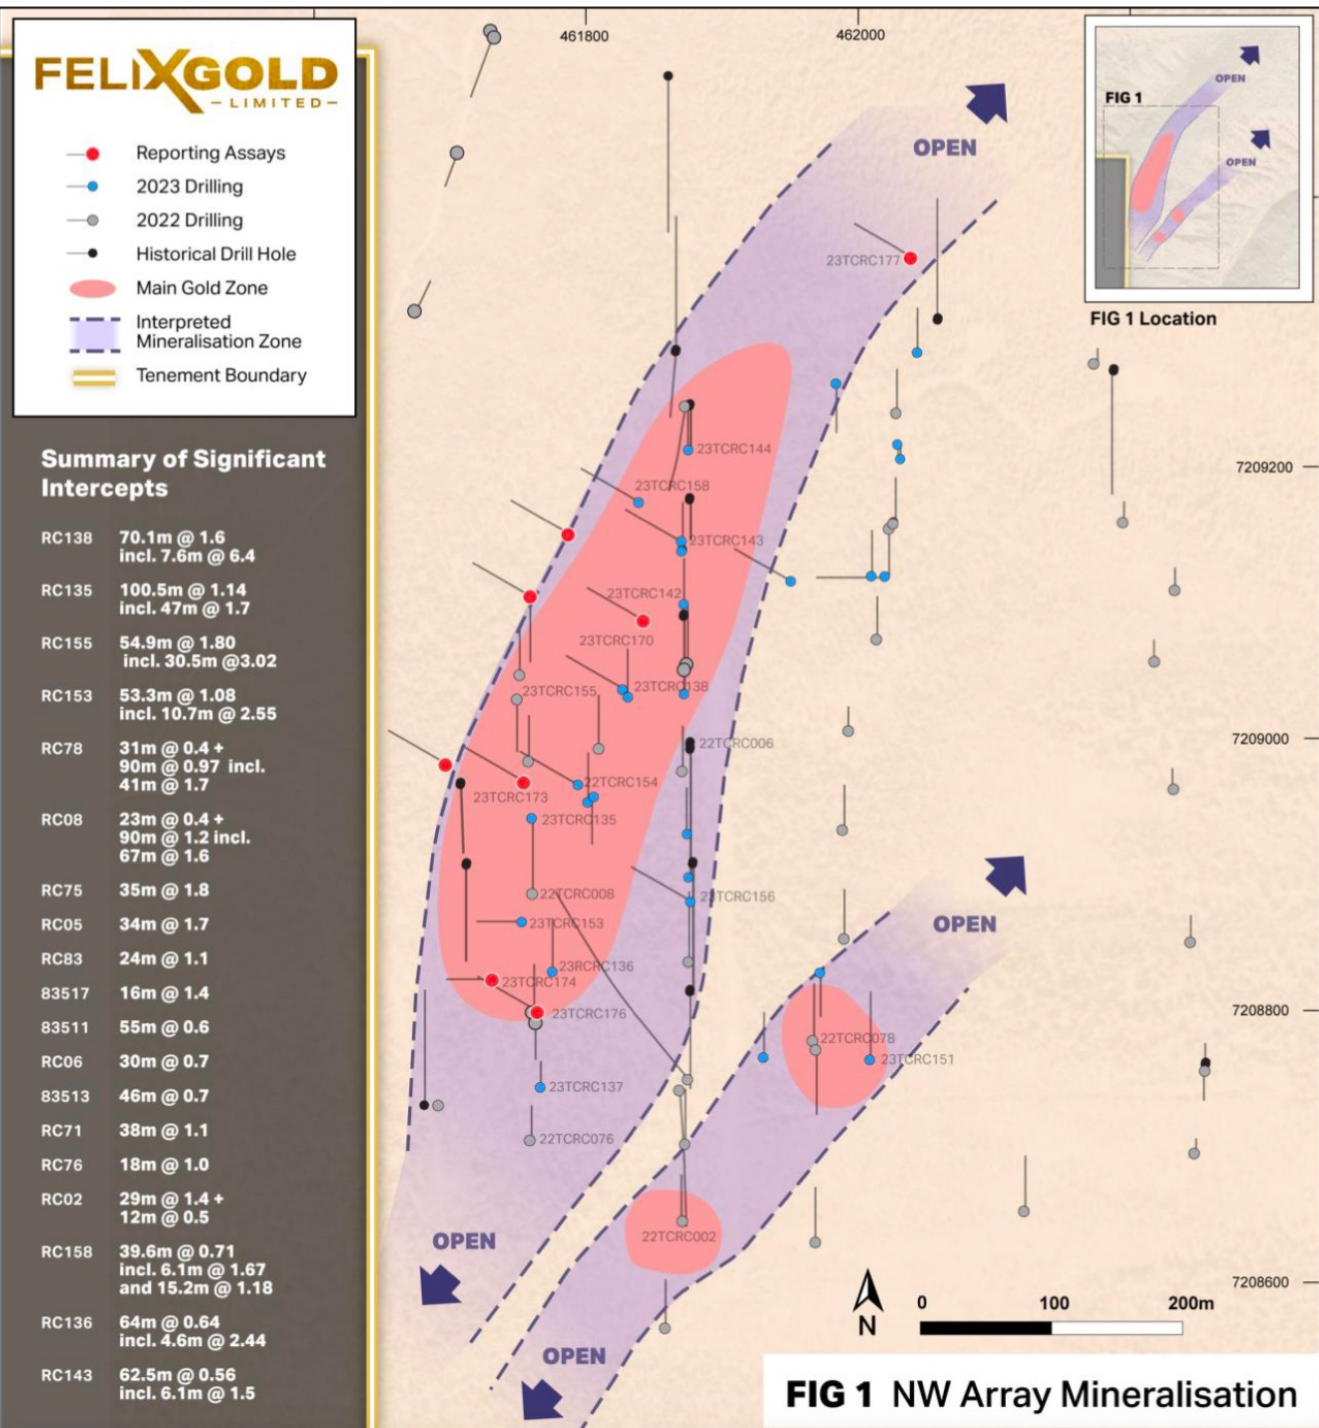 FELIXGOLD
– LIMITED –
Reporting Assays
2023 Drilling
2022 Drilling
Historical Drill Hole
Main Gold Zone
Interpreted
Mineralisation Zone
Tenement Boundary
Summary of Significant
Intercepts
RC138 70.1m @ 1.6
incl. 7.6m @ 6.4
RC135 100.5m @ 1.14
incl. 47m @ 1.7
RC155 54.9m @ 1.80
incl. 30.5m @3.02
RC153 53.3m @ 1.08
incl. 10.7m @ 2.55
RC78 31m @ 0.4 +
90m @ 0.97 incl.
41m @ 1.7
RC08 23m @ 0.4 +
90m @ 1.2 incl.
67m @ 1.6
RC75 35m @ 1.8
RC05 34m @ 1.7
RC83 24m @ 1.1
83517 16m @ 1.4
83511 55m @ 0.6
RC06 30m @ 0.7
83513 46m @ 0.7
RC71 38m @ 1.1
RC76 18m @ 1.0
RC02 29m @ 1.4 +
12m @ 0.5
RC158 39.6m @ 0.71
incl. 6.1m @ 1.67
and 15.2m @ 1.18
RC136 64m @ 0.64
incl. 4.6m @ 2.44
RC143 62.5m @ 0.56
incl. 6.1m @ 1.5
461800
462000
OPEN
23TCRC177
23TCRC144
23TCRC158
23TCRC143
23TCRC142
23TCRC170
23TCRC155
23TCRC138
22TCRC006
22TCRC154
23TCRC173
23TCRC135
22TCRC008
23TCRC156
23TCRC153
23RCRC136
23TCRC174
23TCRC176
23TCRC137
22TCRC076
OPEN
22TCRC078
23TCRC151
22TCRC002
OPEN
OPEN
FIG 1
OPEN
OPEN
FIG 1 Location
7209200
7209000
7208800
7208600
0 100 200m
N
FIG 1 NW Array Mineralisation